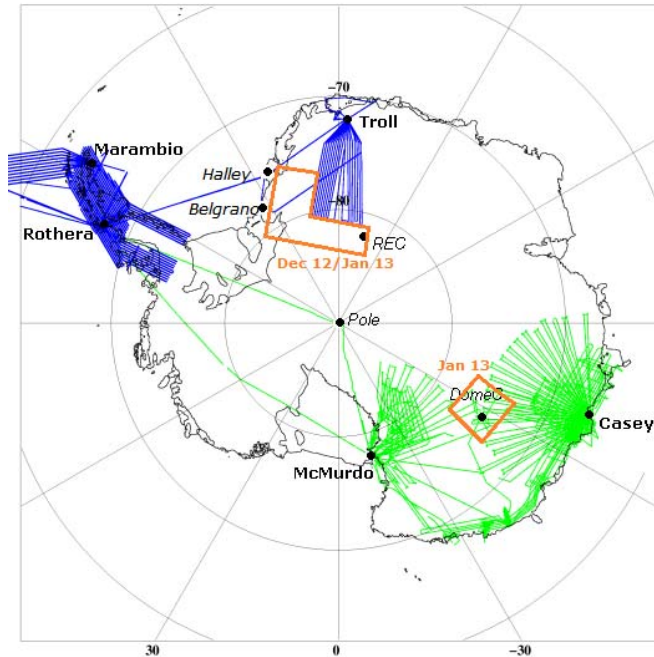 -70
Troll
Marambio
Halley
Belgrano
-80
Rothera
REC
Dec 12/Jan 13
Pole
Jan 13
DomeC
Casey
McMurdo
30
0
-30